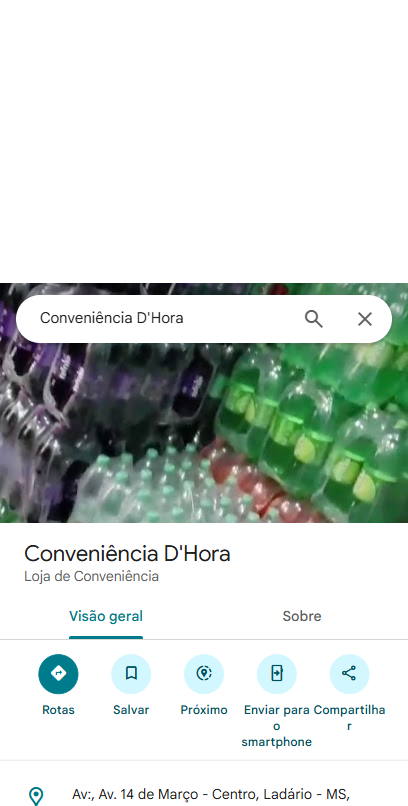 Conveniência D'Hora
Conveniência D'Hora
Loja de Conveniência
Visão geral
Sobre
Rotas
Salvar
Próximo
Enviar para
o
smartphone
Compartilha
r
Av:, Av. 14 de Março - Centro, Ladário - MS,